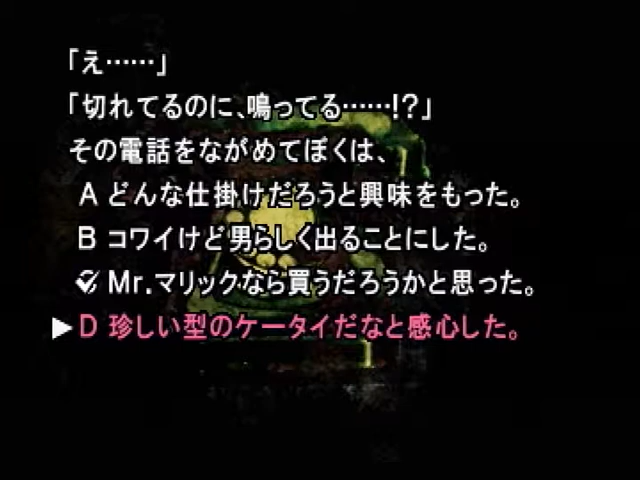 「え……」
「切れてるのに、鳴ってる……!?」
その電話をながめてぼくは、
A どんな仕掛けだろうと興味をもった。
B コワイけど男らしく出ることにした。
Mr.マリックなら買うだろうかと思った。
D 珍しい型のケータイだなと感心した。